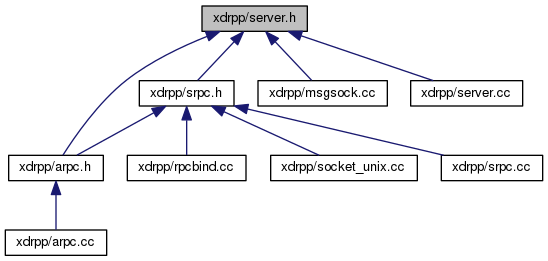 xdrpp/server.h
xdrpp/srpc.h
xdrpp/msgsock.cc
xdrpp/server.cc
xdrpp/arpc.h
xdrpp/rpcbind.cc
xdrpp/socket_unix.cc
xdrpp/srpc.cc
xdrpp/arpc.cc